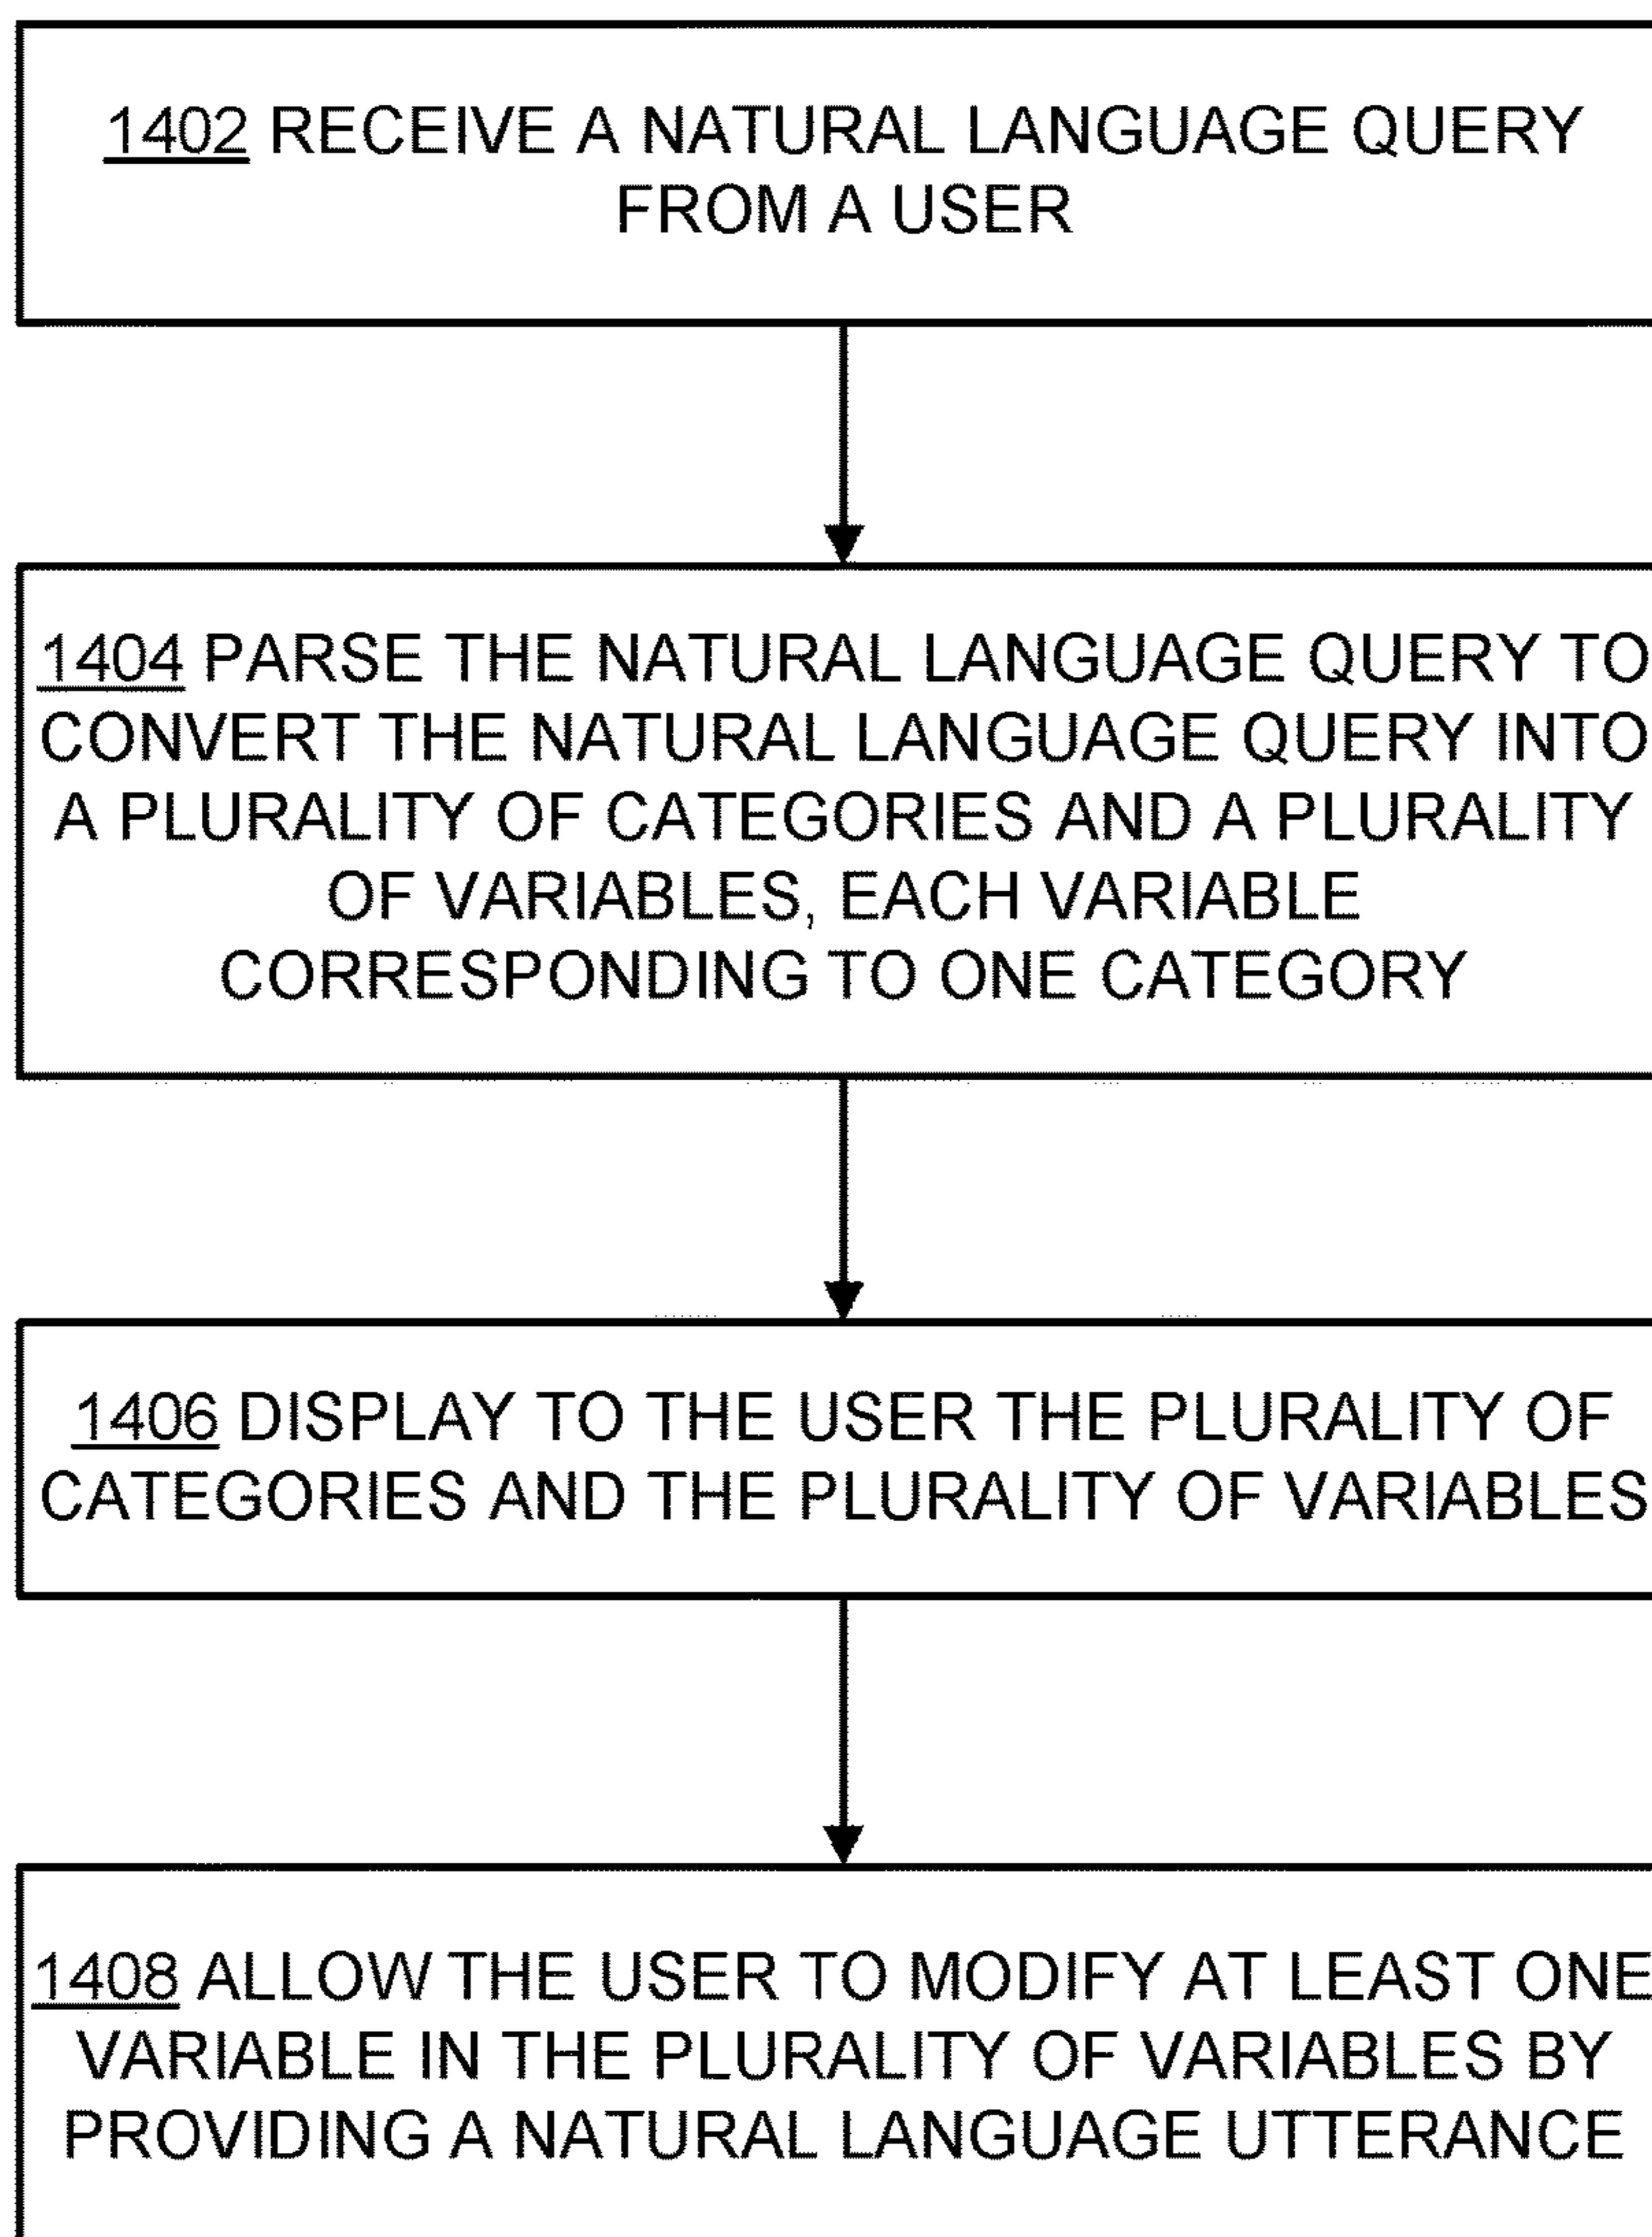 1402 RECEIVE A NATURAL LANGUAGE QUERY
FROM A USER
1404 PARSE THE NATURAL LANGUAGE QUERY TO
CONVERT THE NATURAL LANGUAGE QUERY INTO
A PLURALITY OF CATEGORIES AND A PLURALITY
OF VARIABLES, EACH VARIABLE
CORRESPONDING TO ONE CATEGORY
1406 DISPLAY TO THE USER THE PLURALITY OF
CATEGORIES AND THE PLURALITY OF VARIABLES
1408 ALLOW THE USER TO MODIFY AT LEAST ONE
VARIABLE IN THE PLURALITY OF VARIABLES BY
PROVIDING A NATURAL LANGUAGE UTTERANCE